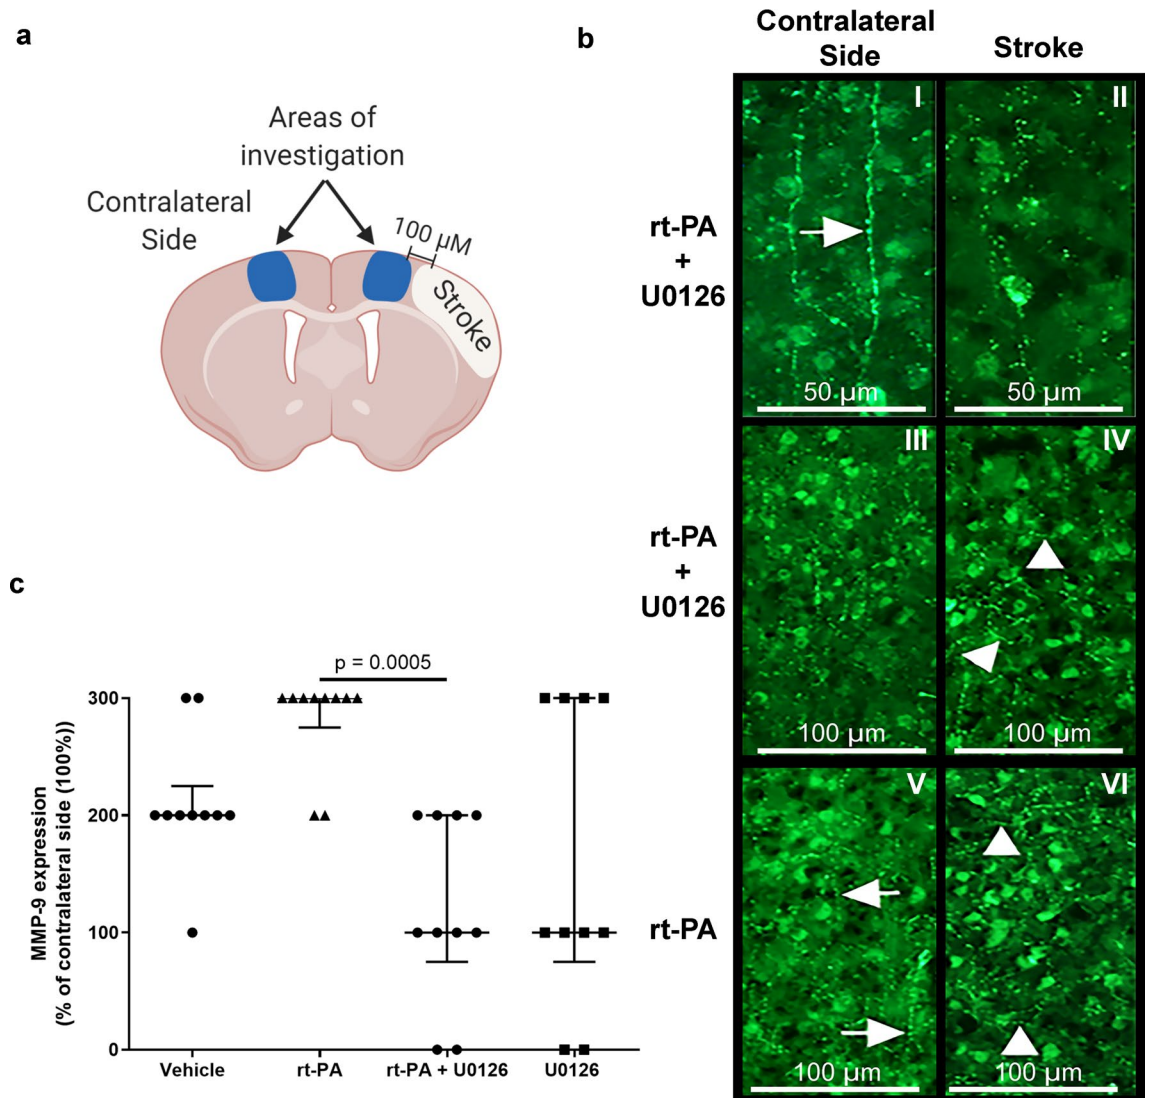 a
Areas of
investigation
Contralateral
Side
100 µM
Stroke
b
Contralateral
Side
Stroke
rt-PA
+
U0126
I
50 µm
II
50 µm
rt-PA
+
U0126
III
100 µm
IV
100 µm
rt-PA
V
100 µm
VI
100 µm
c
p = 0.0005
MMP-9 expression
(% of contralateral side (100%))
300
200
100
0
Vehicle
rt-PA
rt-PA + U0126
U0126